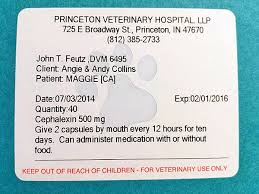 PRINCETON VETERINARY HOSPITAL, LLP
725 E Broadway St., Princeton, IN 47670
(812) 385-2733
John T. Feutz ,DVM 6495
Client: Angie & Andy Collins
Patient: MAGGIE [CA]
Date: 07/03/2014 Exp:02/01/2016
Quantity:40
Cephalexin 500 mg
Give 2 capsules by mouth every 12 hours for ten
days. Can administer medication with or without
food.
KEEP OUT OF REACH OF CHILDREN - FOR VETERINARY USE ONLY